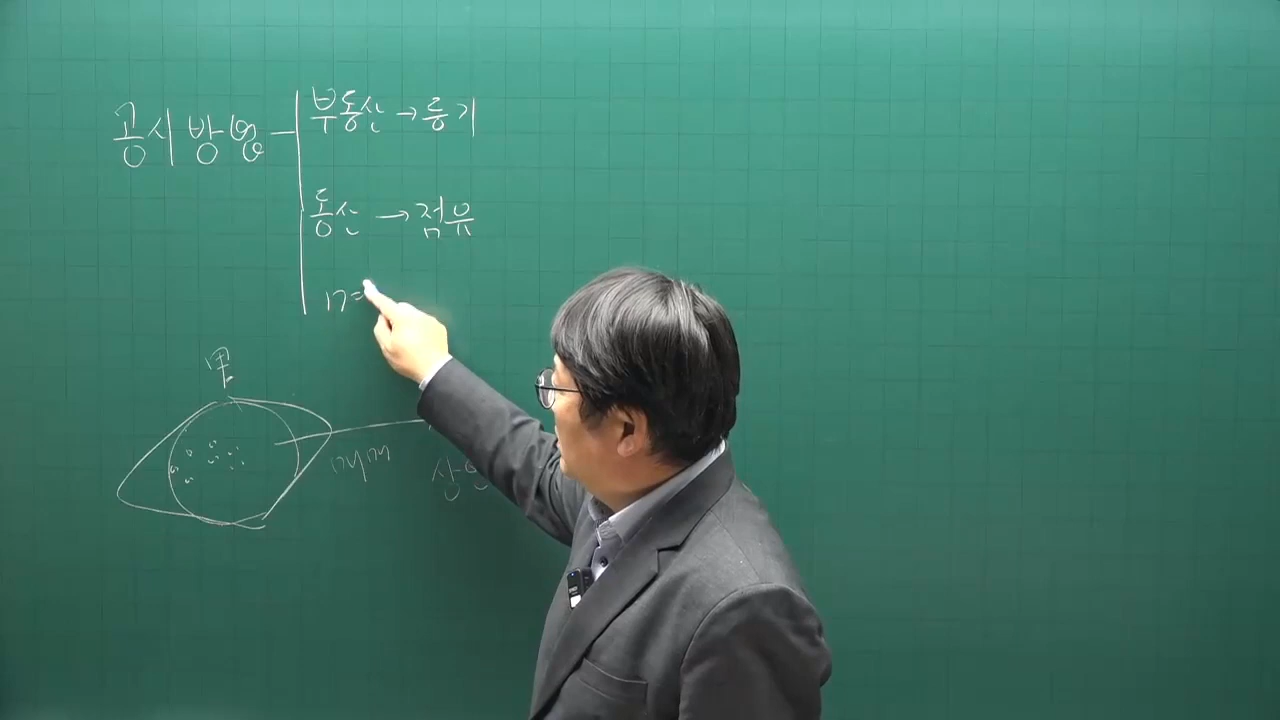 공시방법
부동산 → 등기
동산 → 점유
甲
매매